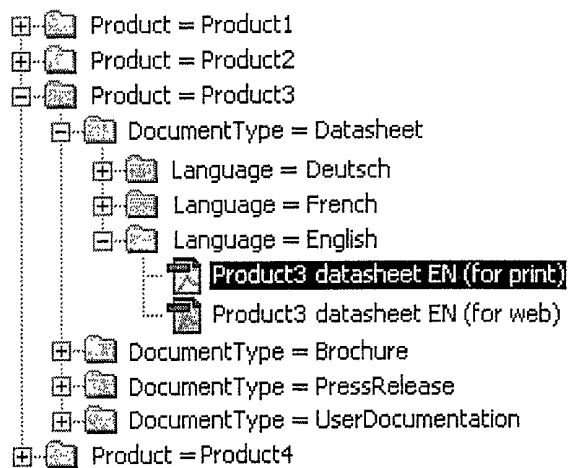 Product = Product1
Product = Product2
Product = Product3
DocumentType = Datasheet
Language = Deutsch
Language = French
Language = English
Product3 datasheet EN (for print)
Product3 datasheet EN (for web)
DocumentType = Brochure
DocumentType = PressRelease
DocumentType = UserDocumentation
Product = Product4